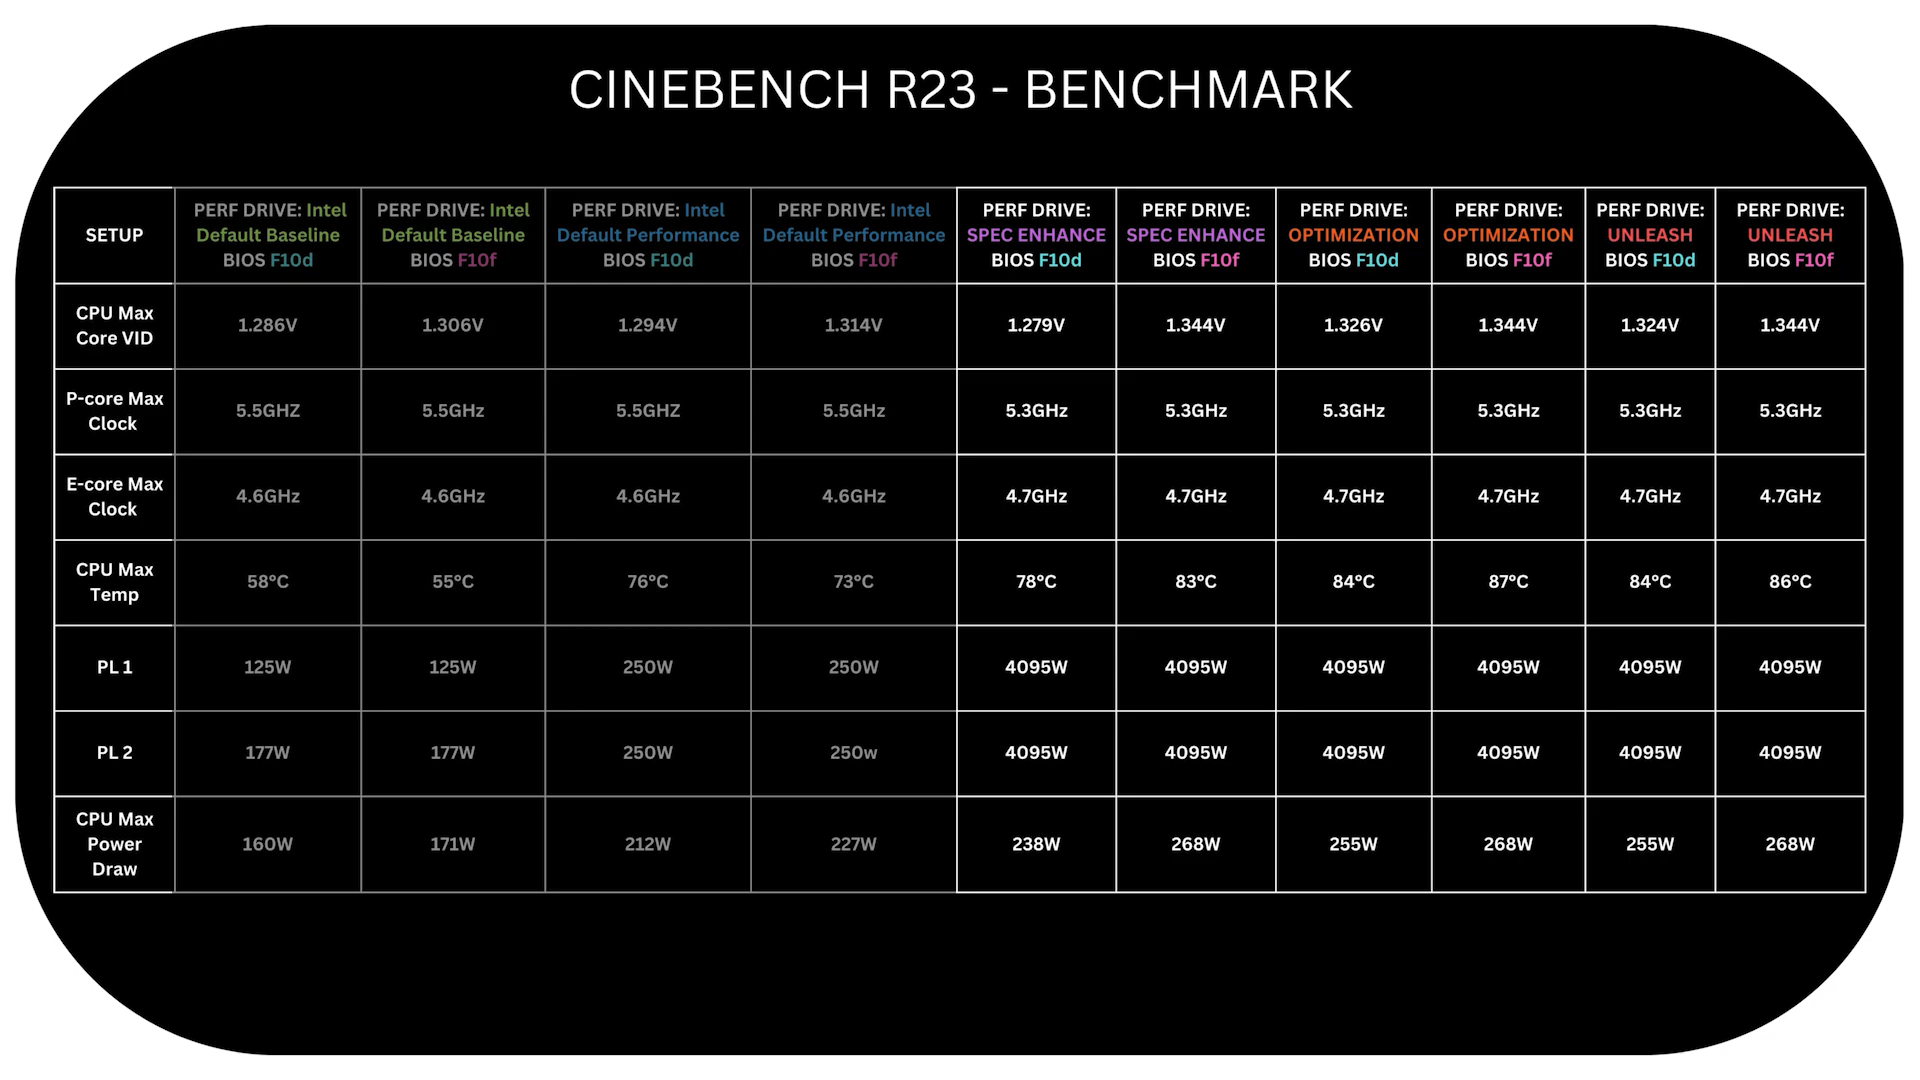 CINEBENCH R23 - BENCHMARK
SETUP
PERF DRIVE: Intel
Default Baseline
BIOS F10d
PERF DRIVE: Intel
Default Baseline
BIOS F10f
PERF DRIVE: Intel
Default Performance
BIOS F10d
PERF DRIVE: Intel
Default Performance
BIOS F10f
PERF DRIVE:
SPEC ENHANCE
BIOS F10d
PERF DRIVE:
SPEC ENHANCE
BIOS F10f
PERF DRIVE:
OPTIMIZATION
BIOS F10d
PERF DRIVE:
OPTIMIZATION
BIOS F10f
PERF DRIVE:
UNLEASH
BIOS F10d
PERF DRIVE:
UNLEASH
BIOS F10f
CPU Max
Core VID
1.286V
1.306V
1.294V
1.314V
1.279V
1.344V
1.326V
1.344V
1.324V
1.344V
P-core Max
Clock
5.5GHZ
5.5GHz
5.5GHZ
5.5GHz
5.3GHz
5.3GHz
5.3GHz
5.3GHz
5.3GHz
5.3GHz
E-core Max
Clock
4.6GHz
4.6GHz
4.6GHz
4.6GHz
4.7GHz
4.7GHz
4.7GHz
4.7GHz
4.7GHz
4.7GHz
CPU Max
Temp
58°C
55°C
76°C
73°C
78°C
83°C
84°C
87°C
84°C
86°C
PL 1
125W
125W
250W
250W
4095W
4095W
4095W
4095W
4095W
4095W
PL 2
177W
177W
250W
250w
4095W
4095W
4095W
4095W
4095W
4095W
CPU Max
Power
Draw
160W
171W
212W
227W
238W
268W
255W
268W
255W
268W